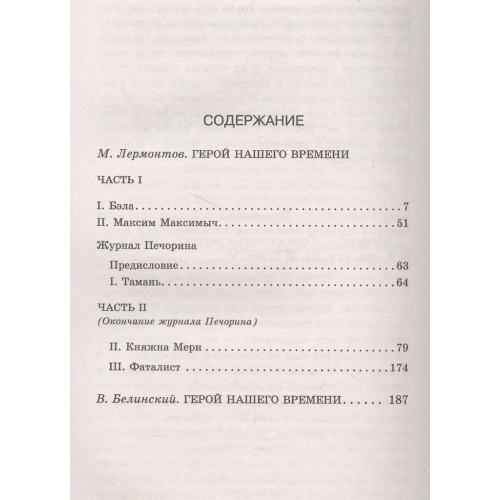 СОДЕРЖАНИЕ
М. Лермонтов. ГЕРОЙ НАШЕГО ВРЕМЕНИ
ЧАСТЬ I
I. Бэла.......................................7
II. Максим Максимыч............................51
Журнал Печорина
Предисловие....................................63
I. Тамань......................................64
ЧАСТЬ II
(Окончание журнала Печорина)
II. Княжна Мери................................79
III. Фаталист ................................174
В. Белинский. ГЕРОЙ НАШЕГО ВРЕМЕНИ...... 187